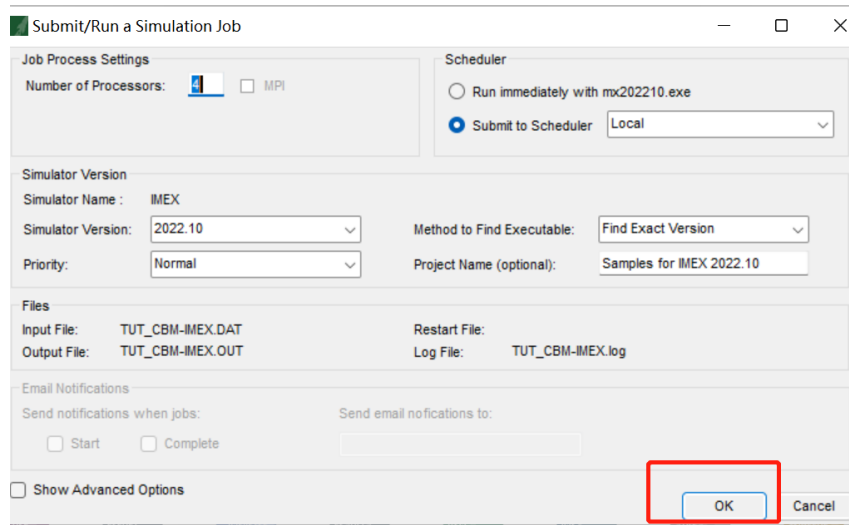 Submit/Run a Simulation Job
Job Process Settings
Number of Processors: 4 MPI
Scheduler
Run immediately with mx202210.exe
Submit to Scheduler Local
Simulator Version
Simulator Name : IMEX
Simulator Version: 2022.10 Method to Find Executable: Find Exact Version
Priority: Normal Project Name (optional): Samples for IMEX 2022.10
Files
Input File: TUT_CBM-IMEX.DAT Restart File:
Output File: TUT_CBM-IMEX.OUT Log File: TUT_CBM-IMEX.log
Email Notifications
Send notifications when jobs: Send email nofications to:
Start Complete
Show Advanced Options
OK Cancel